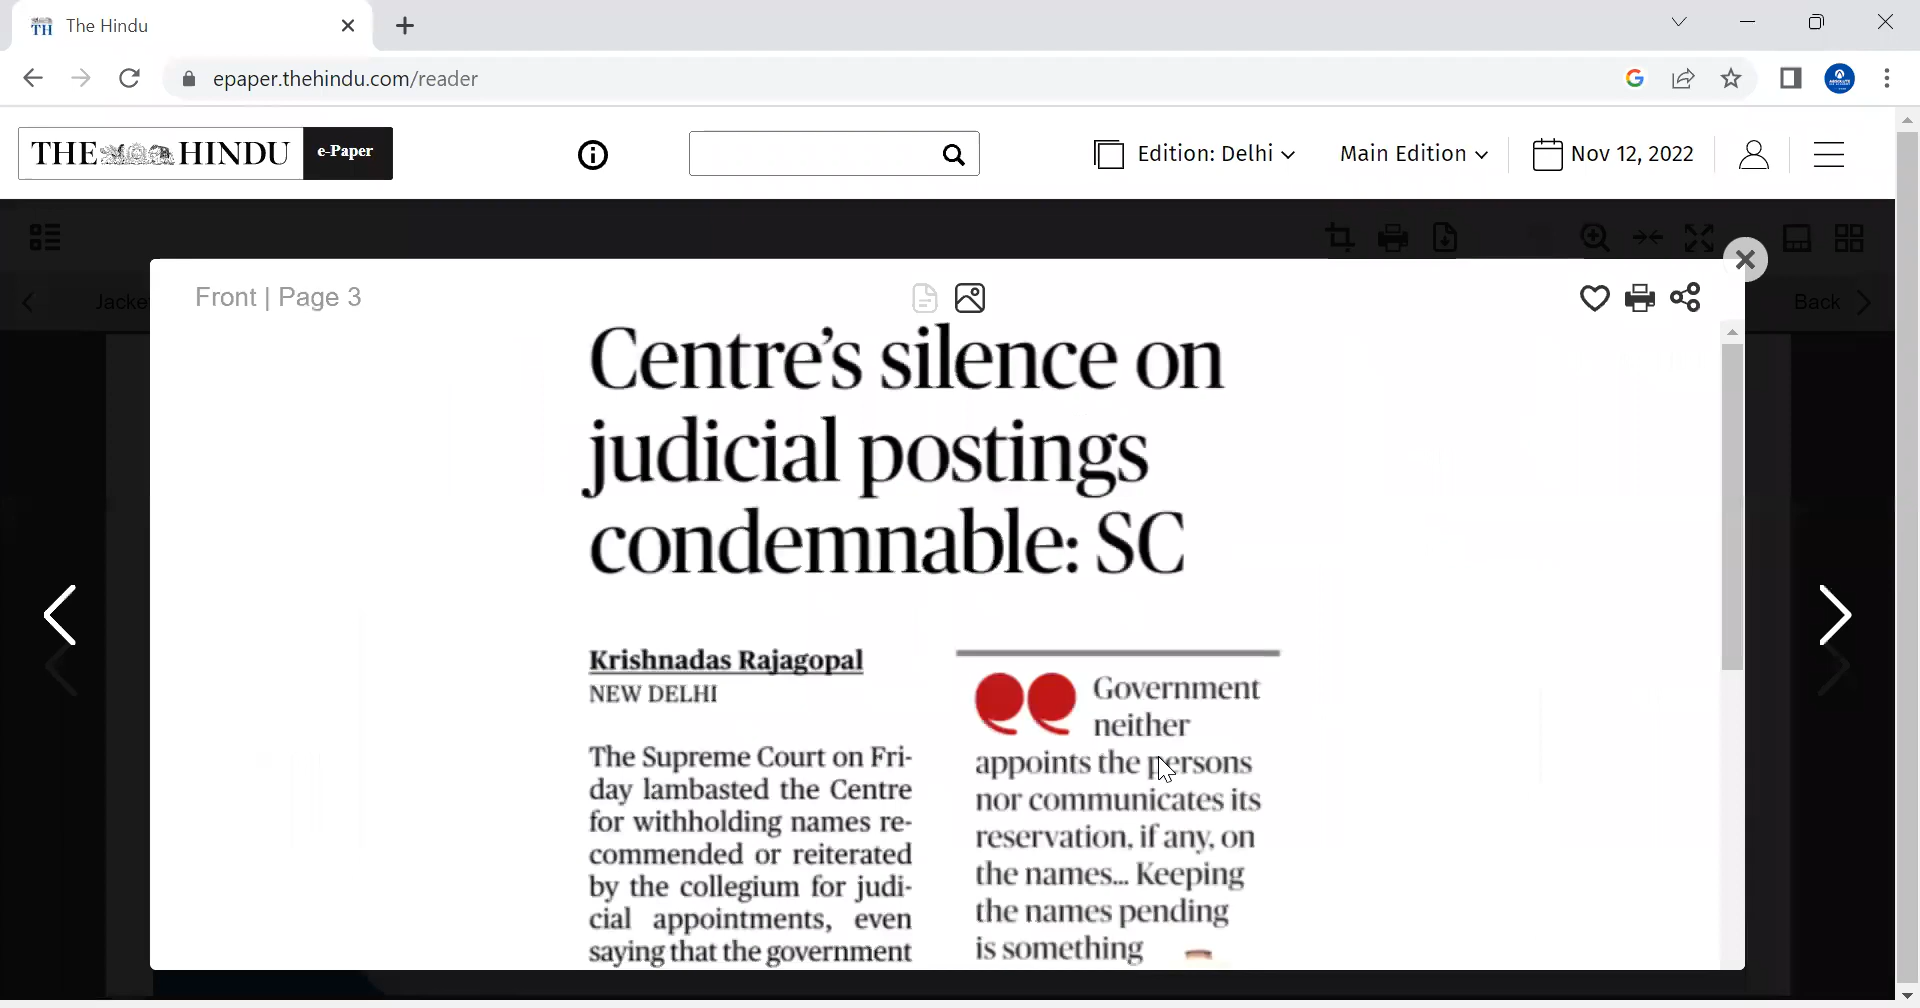 The Hindu
epaper.thehindu.com/reader
THE HINDU e-Paper
Edition: Delhi
Main Edition
Nov 12, 2022
Jacke
Back
Front | Page 3
Centre's silence on
judicial postings
condemnable: SC
Krishnadas Rajagopal
NEW DELHI
The Supreme Court on Fri-
day lambasted the Centre
for withholding names re-
commended or reiterated
by the collegium for judi-
cial appointments, even
saying that the government
Government
neither
appoints the persons
nor communicates its
reservation, if any, on
the names... Keeping
the names pending
is something